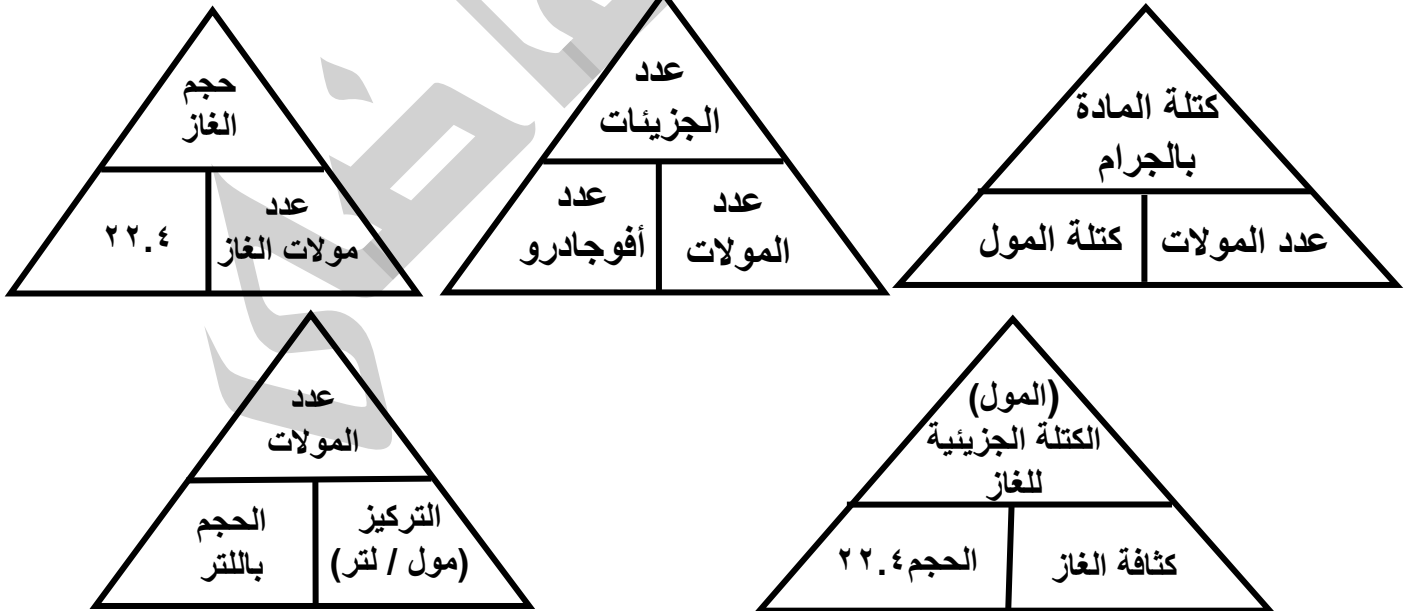 كتلة المادة
بالجرام
عدد المولات
كتلة المول
عدد
الجزيئات
عدد
المولات
عدد
أفوجادرو
حجم
الغاز
عدد
مولات الغاز
٢٢.٤
(المول)
الكتلة الجزيئية
للغاز
كثافة الغاز
الحجم٢٢.٤
عدد
المولات
التركيز
(مول / لتر)
الحجم
باللتر